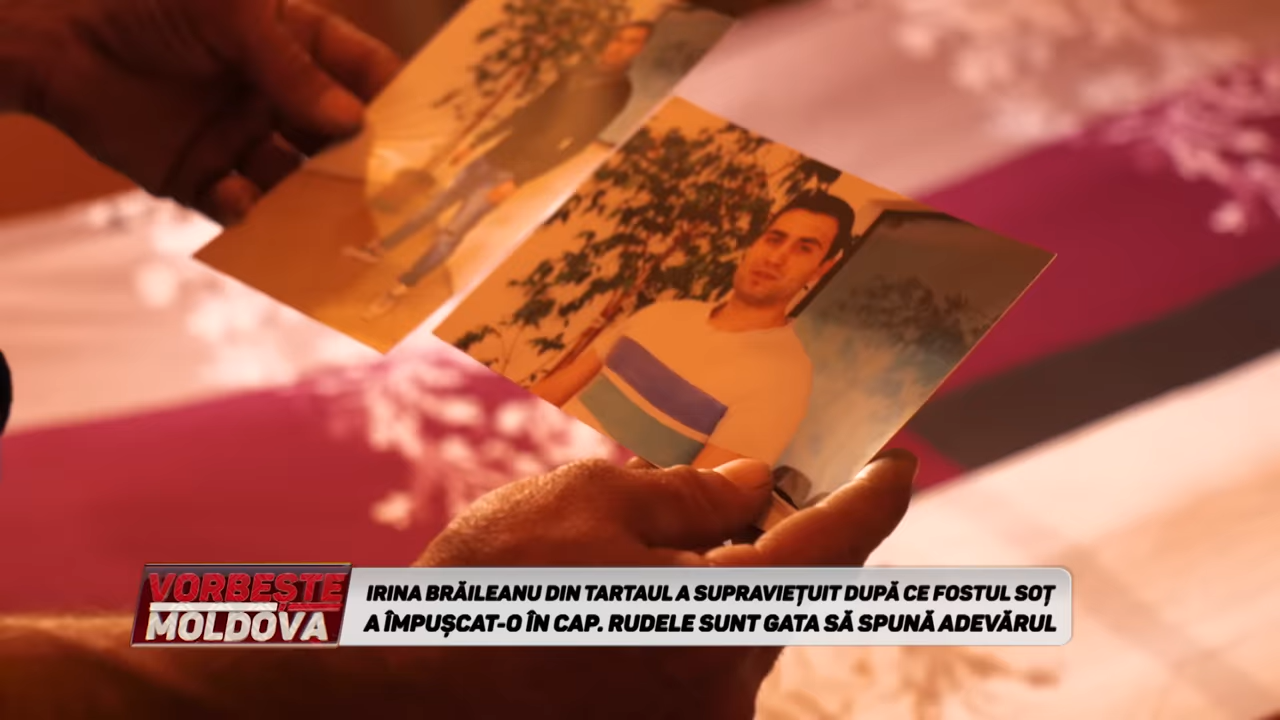 VORBEȘTE
MOLDOVA
IRINA BRĂILEANU DIN TARTAUL A SUPRAVIEȚUIT DUPĂ CE FOSTUL SOȚ
A ÎMPUȘCAT-O ÎN CAP. RUDELE SUNT GATA SĂ SPUNĂ ADEVĂRUL